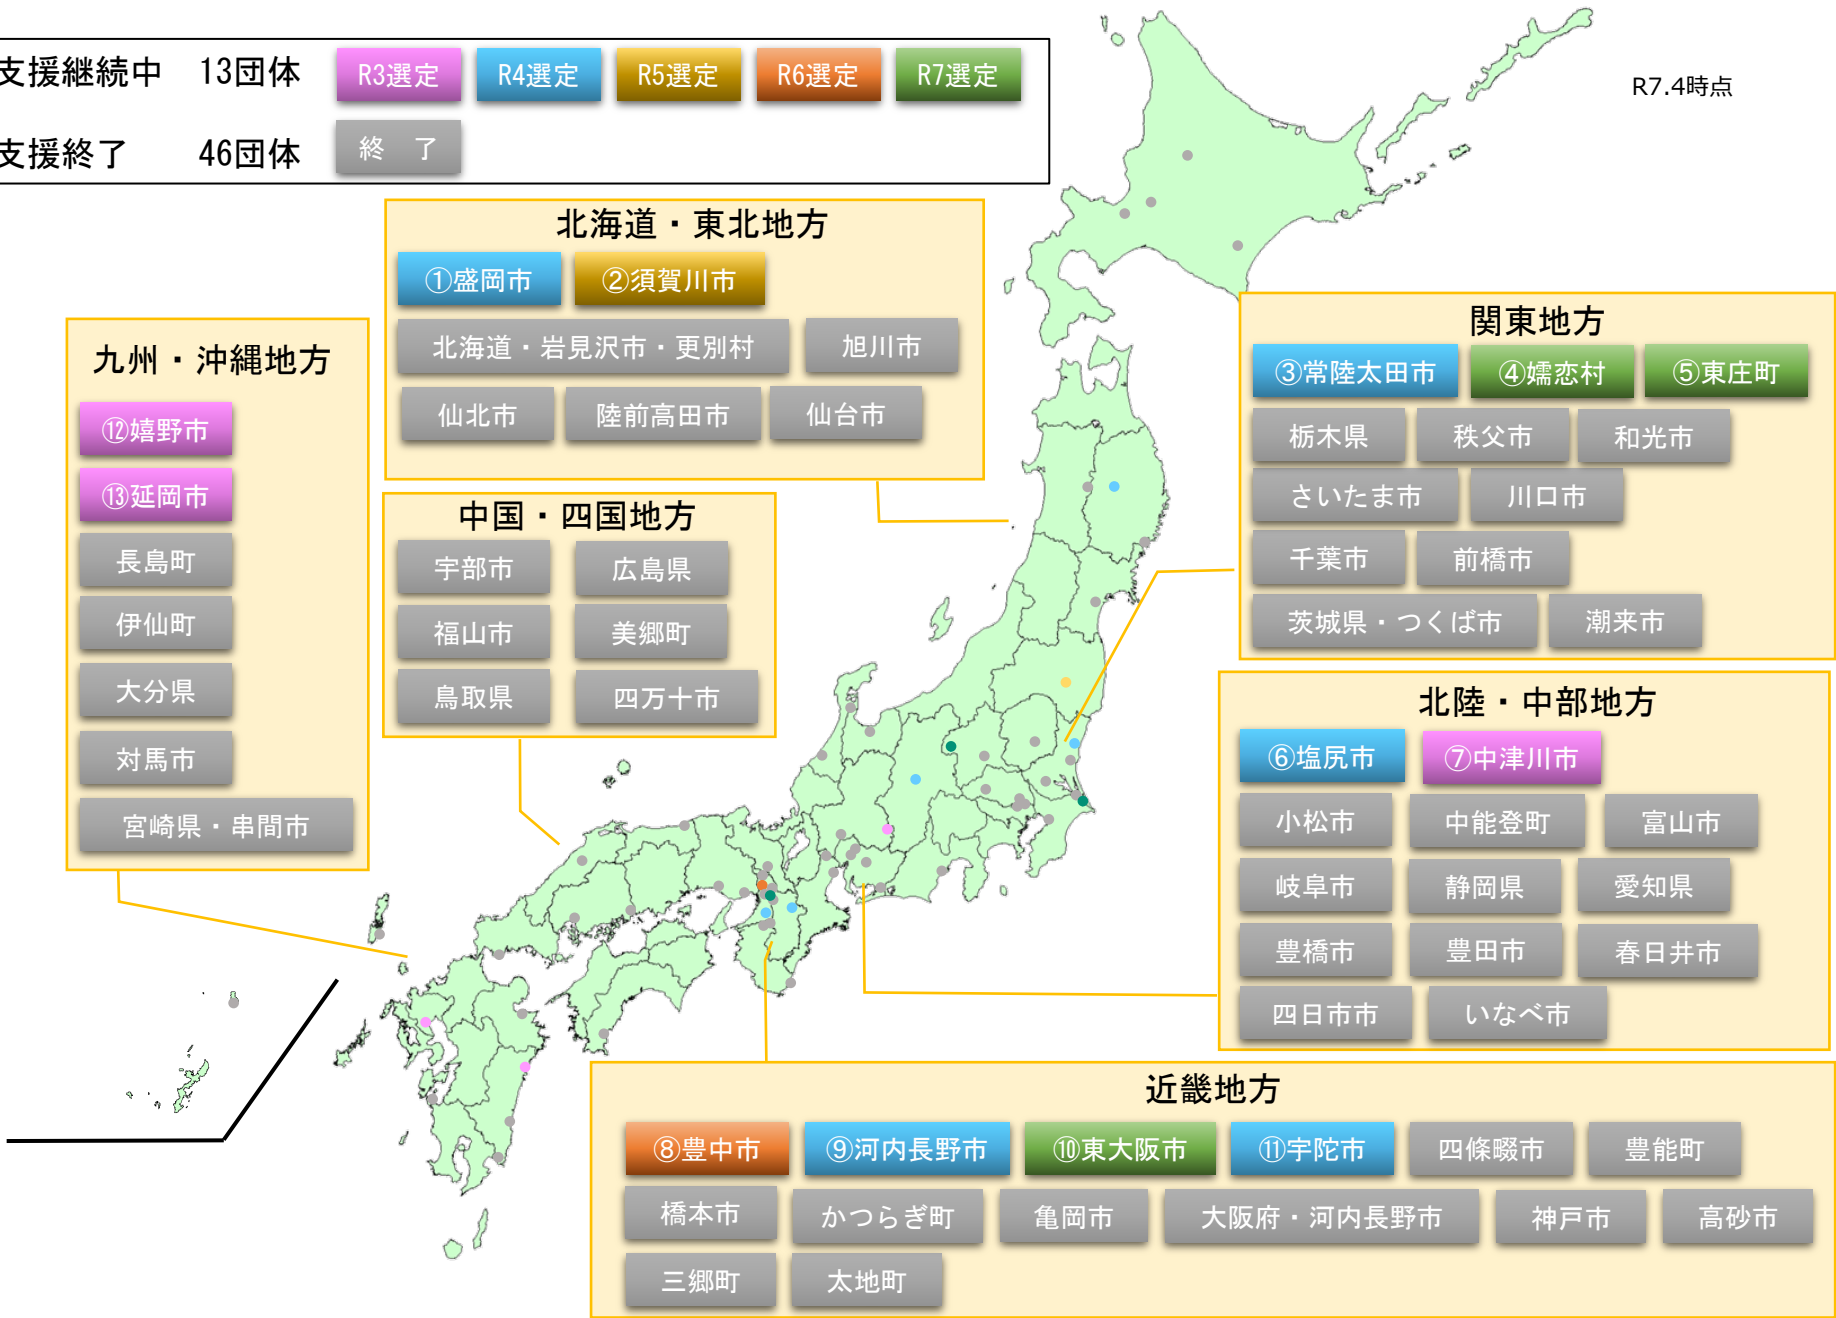 支援継続中 13団体 R3選定 R4選定 R5選定 R6選定 R7選定
支援終了 46団体 終 了
R7.4時点
北海道・東北地方
①盛岡市 ②須賀川市
北海道・岩見沢市・更別村 旭川市
仙北市 陸前高田市 仙台市
関東地方
③常陸太田市 ④嬬恋村 ⑤東庄町
栃木県 秩父市 和光市
さいたま市 川口市
千葉市 前橋市
茨城県・つくば市 潮来市
九州・沖縄地方
⑫嬉野市
⑬延岡市
長島町
伊仙町
大分県
対馬市
宮崎県・串間市
中国・四国地方
宇部市 広島県
福山市 美郷町
鳥取県 四万十市
北陸・中部地方
⑥塩尻市 ⑦中津川市
小松市 中能登町 富山市
岐阜市 静岡県 愛知県
豊橋市 豊田市 春日井市
四日市市 いなべ市
近畿地方
⑧豊中市 ⑨河内長野市 ⑩東大阪市 ⑪宇陀市 四條畷市 豊能町
橋本市 かつらぎ町 亀岡市 大阪府・河内長野市 神戸市 高砂市
三郷町 太地町